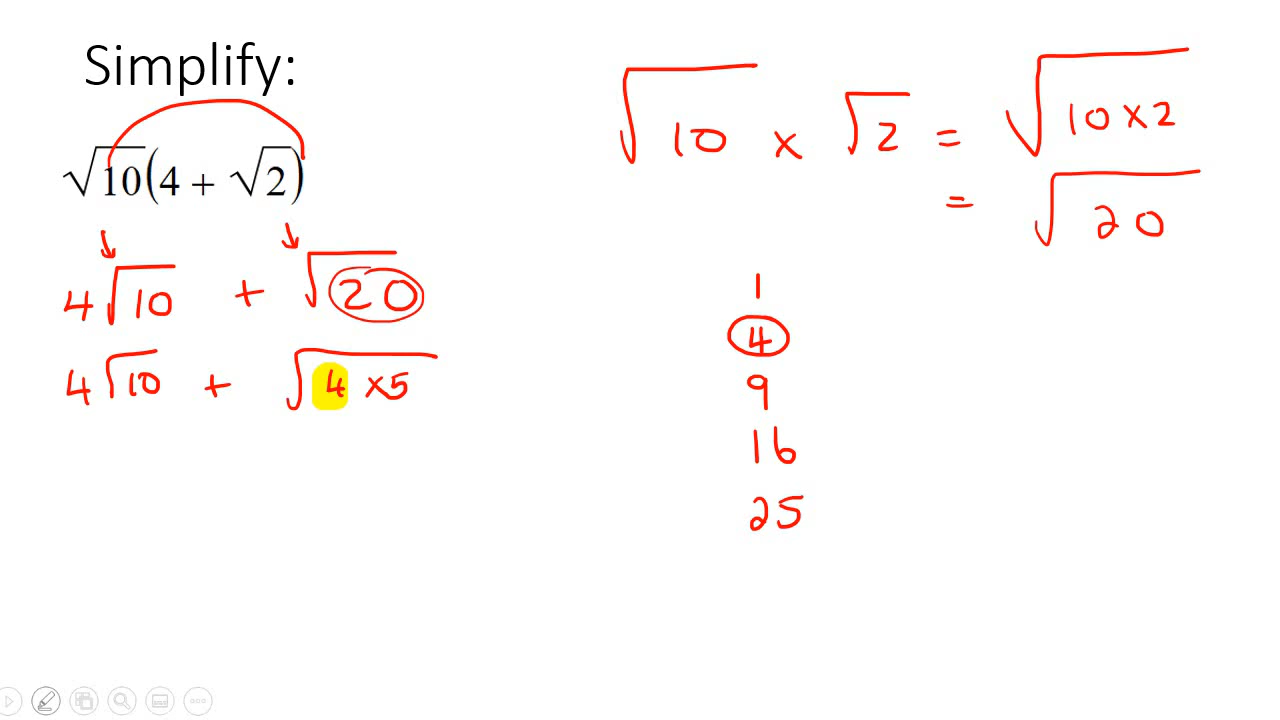 Simplify:
√10(4 + √2)
4√10 + √20
4√10 + √4 × 5
√10 × √2 = √10 × 2
= √20
1
4
9
16
25